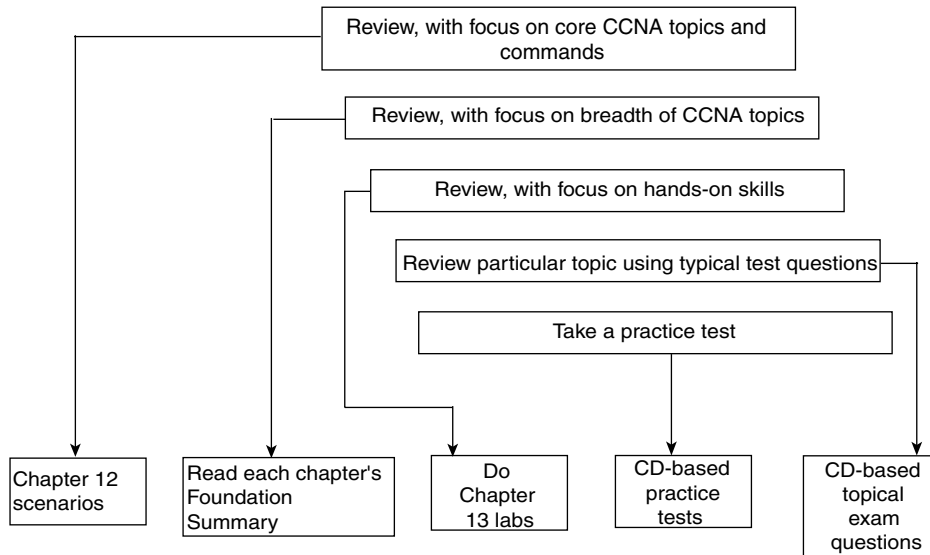 Review, with focus on core CCNA topics and
commands
Review, with focus on breadth of CCNA topics
Review, with focus on hands-on skills
Review particular topic using typical test questions
Take a practice test
Chapter 12
scenarios
Read each chapter's
Foundation
Summary
Do
Chapter
13 labs
CD-based
practice
tests
CD-based
topical
exam
questions